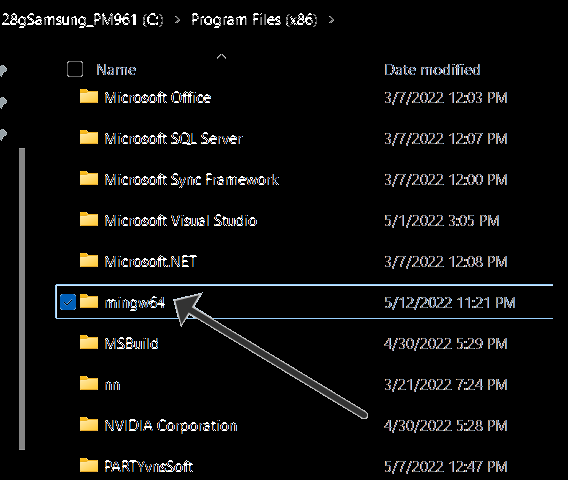 28gSamsung_PM961 (C:) > Program Files (x86) >
Name Date modified
Microsoft Office 3/7/2022 12:03 PM
Microsoft SQL Server 3/7/2022 12:07 PM
Microsoft Sync Framework 3/7/2022 12:00 PM
Microsoft Visual Studio 5/1/2022 3:05 PM
Microsoft.NET 3/7/2022 12:08 PM
mingw64 5/12/2022 11:21 PM
MSBuild 4/30/2022 5:29 PM
nn 3/21/2022 7:24 PM
NVIDIA Corporation 4/30/2022 5:28 PM
PARTYvnsSoft 5/7/2022 12:47 PM